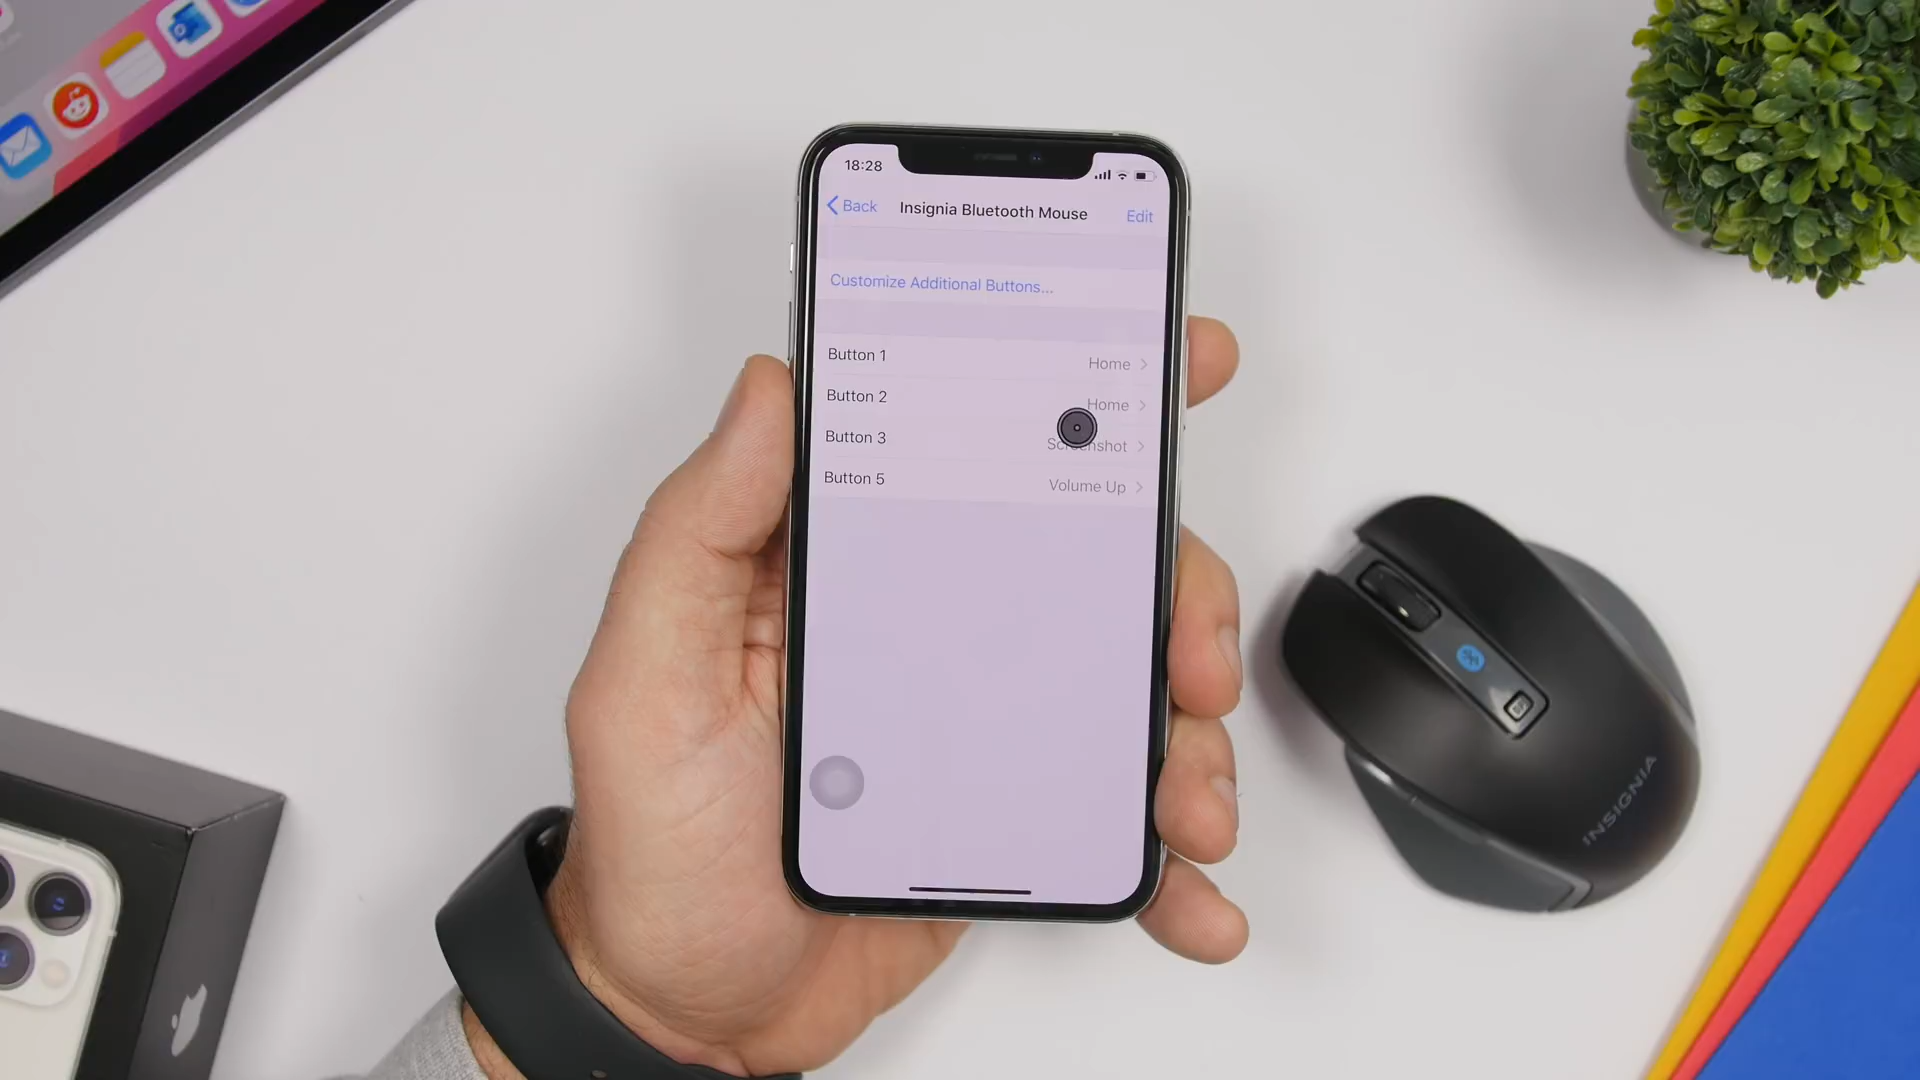 18:28
Back
Insignia Bluetooth Mouse
Edit
Customize Additional Buttons...
Button 1
Home
Button 2
Home
Button 3
Screenshot
Button 5
Volume Up
INSIGNIA